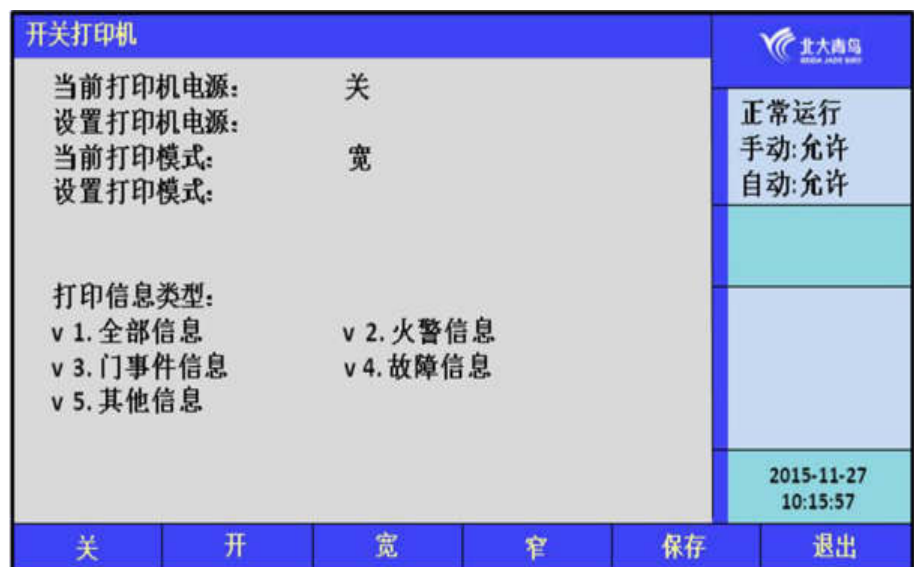 开关打印机
北大青鸟
BEIDA JADE BIRD
当前打印机电源: 关
设置打印机电源:
当前打印模式: 宽
设置打印模式:
打印信息类型:
v 1. 全部信息 v 2. 火警信息
v 3. 门事件信息 v 4. 故障信息
v 5. 其他信息
正常运行
手动:允许
自动:允许
2015-11-27
10:15:57
关 开 宽 窄 保存 退出